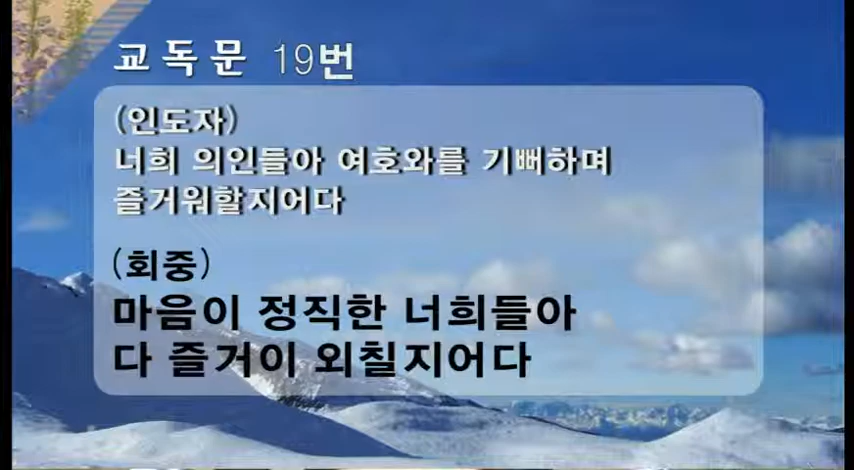 교독문 19번
(인도자)
너희 의인들아 여호와를 기뻐하며
즐거워할지어다
(회중)
마음이 정직한 너희들아
다 즐거이 외칠지어다